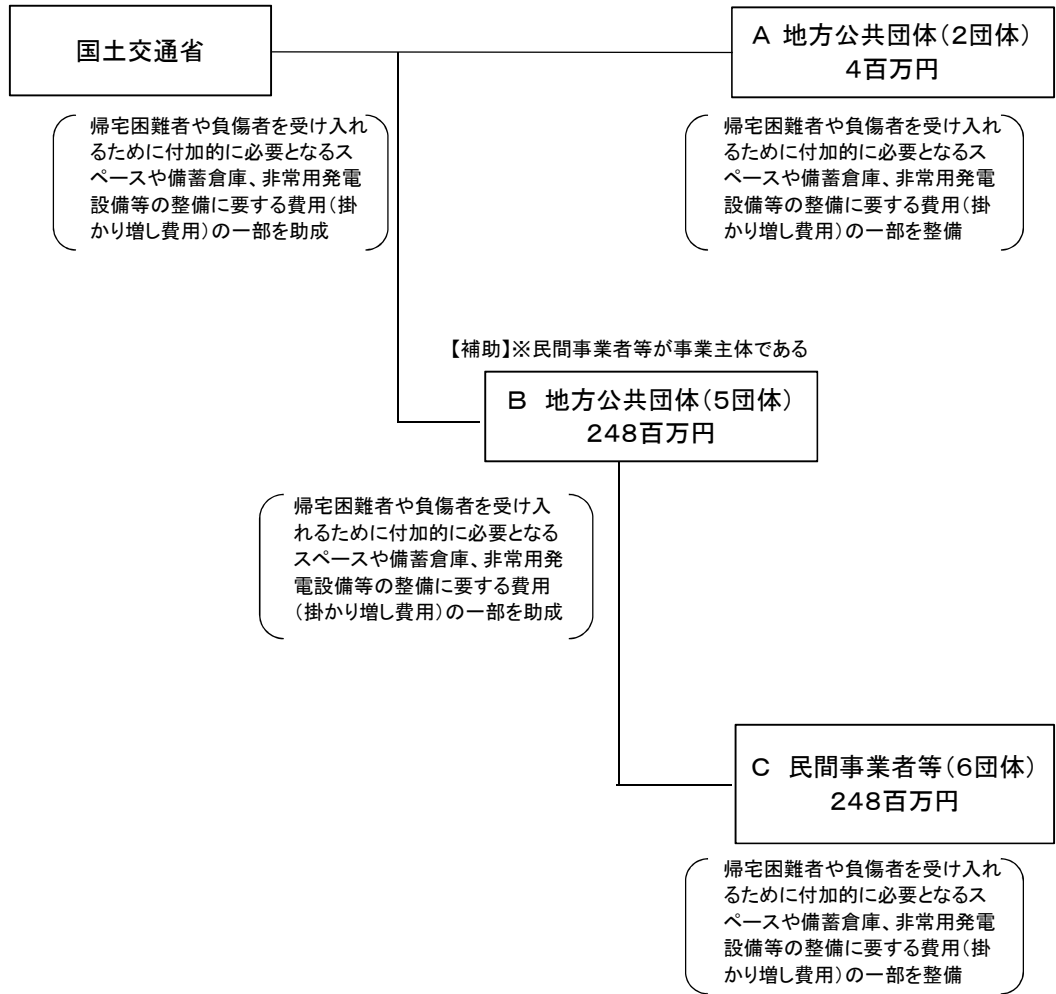 国土交通省
A 地方公共団体(2団体)
4百万円
帰宅困難者や負傷者を受け入れ
るために付加的に必要となるス
ペースや備蓄倉庫、非常用発電
設備等の整備に要する費用(掛
かり増し費用)の一部を助成
帰宅困難者や負傷者を受け入れ
るために付加的に必要となるス
ペースや備蓄倉庫、非常用発電
設備等の整備に要する費用(掛
かり増し費用)の一部を整備
【補助】※民間事業者等が事業主体である
B 地方公共団体(5団体)
248百万円
帰宅困難者や負傷者を受け入
れるために付加的に必要となる
スペースや備蓄倉庫、非常用発
電設備等の整備に要する費用
(掛かり増し費用)の一部を助成
C 民間事業者等(6団体)
248百万円
帰宅困難者や負傷者を受け入れ
るために付加的に必要となるス
ペースや備蓄倉庫、非常用発電
設備等の整備に要する費用(掛
かり増し費用)の一部を整備